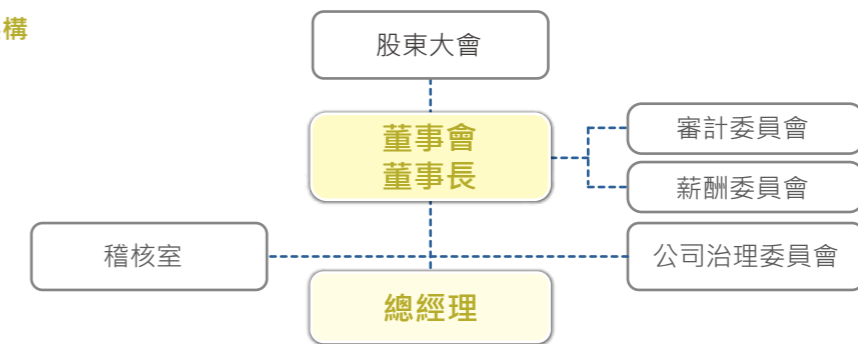 構
股東大會
董事會
董事長
審計委員會
薪酬委員會
稽核室
公司治理委員會
總經理